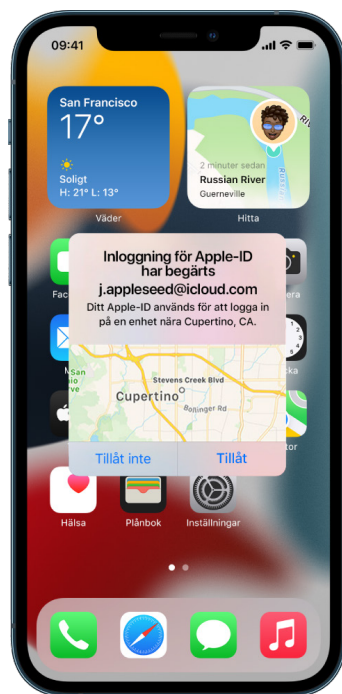 09:41
San Francisco
17°
Soligt
H: 21° L: 13°
Väder
2 minuter sedan
Russian River
Guerneville
Hitta
Inloggning för Apple-ID
har begärts
j.appleseed@icloud.com
Ditt Apple-ID används för att logga in
på en enhet nära Cupertino, CA.
Stevens Creek Blvd
Cupertino
Bollinger Rd
Tillåt inte
Tillåt
Hälsa
Plånbok
Inställningar